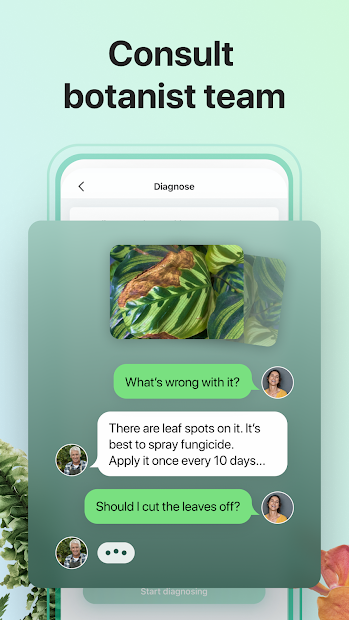 Consult
botanist team
Diagnose
What's wrong with it?
There are leaf spots on it. It's
best to spray fungicide.
Apply it once every 10 days...
Should I cut the leaves off?
Start diagnosing